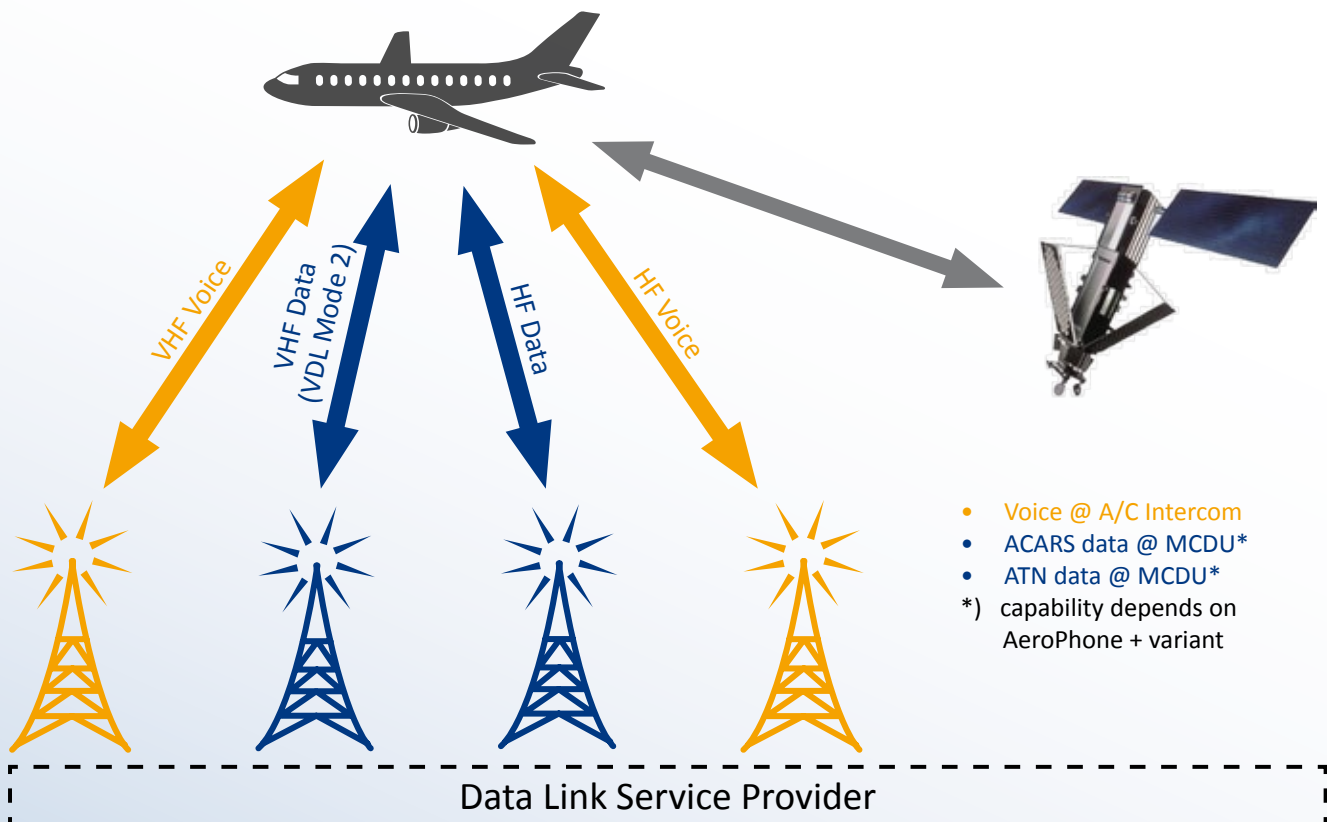 VHF Voice
VHF Data
(VDL Mode 2)
HF Data
HF Voice
• Voice @ A/C Intercom
• ACARS data @ MCDU*
• ATN data @ MCDU*
*) capability depends on
AeroPhone + variant
Data Link Service Provider